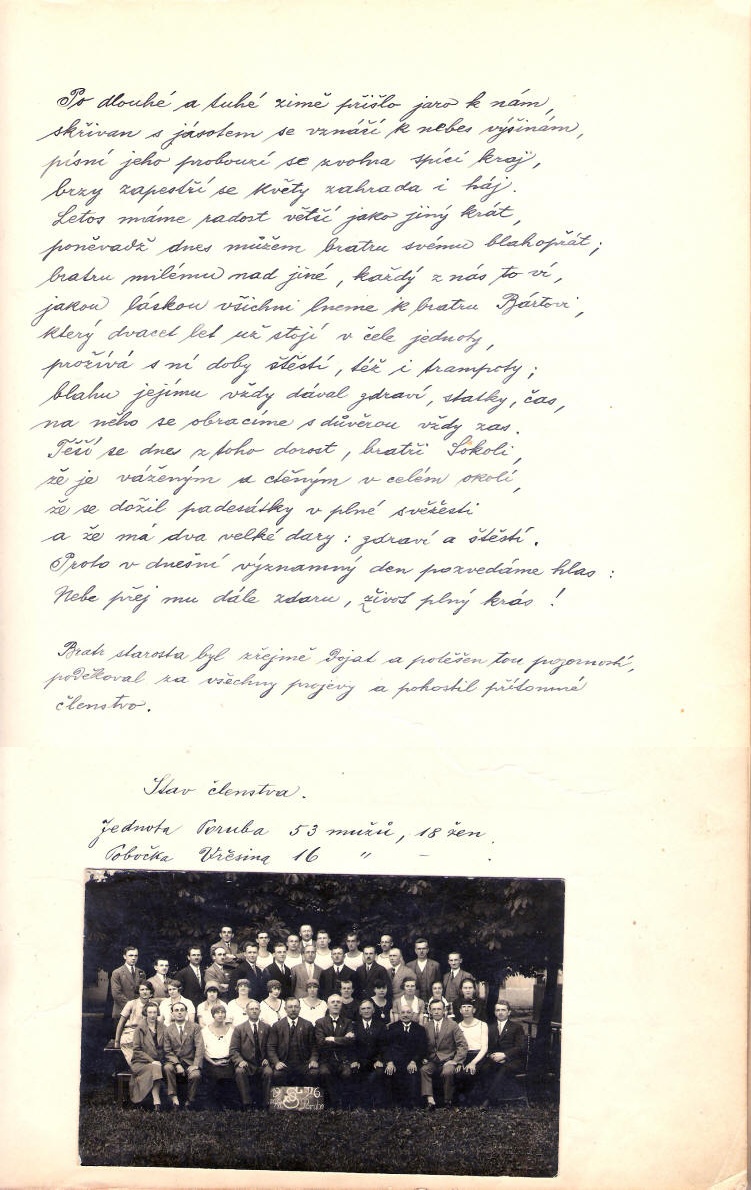 Po dlouhé a tuhé zimě přišlo jaro k nám,
skřivan s jásotem se vznáší k nebes výšinám,
písní jeho probouzí se zvolna spící kraj,
brzy zapestří se květy zahrada i háj.
Letos máme radost větší jako jiný krát,
poněvadž dnes můžem bratru svému blahopřát;
bratru milému nad jiné, každý z nás to ví,
jakou láskou všichni lneme k bratru Bártovi,
který dvacet let už stojí v čele jednoty,
prožívá s ní doby štěstí, též i trampoty;
blahu jejímu vždy dával zdraví, statky, čas,
na něho se obracíme s důvěrou vždy zas.
Těší se dnes z toho dorost, bratři Sokoli,
že je váženým a ctěným v celém okolí,
že se dožil padesátky v plné svěžesti
a že má dva velké dary: zdraví a štěstí.
Proto v dnešní významný den pozvedáme hlas:
Nebe přej mu dále zdaru, život plný krás!
Bratr starosta byl zřejmě dojat a potěšen tou pozorností,
poděkoval za všechny projevy a pohostil přítomné
členstvo.
Stav členstva.
Jednota Poruba 53 mužů, 18 žen.
Pobočka Vřesina 16 " – .
19 26
Poruba